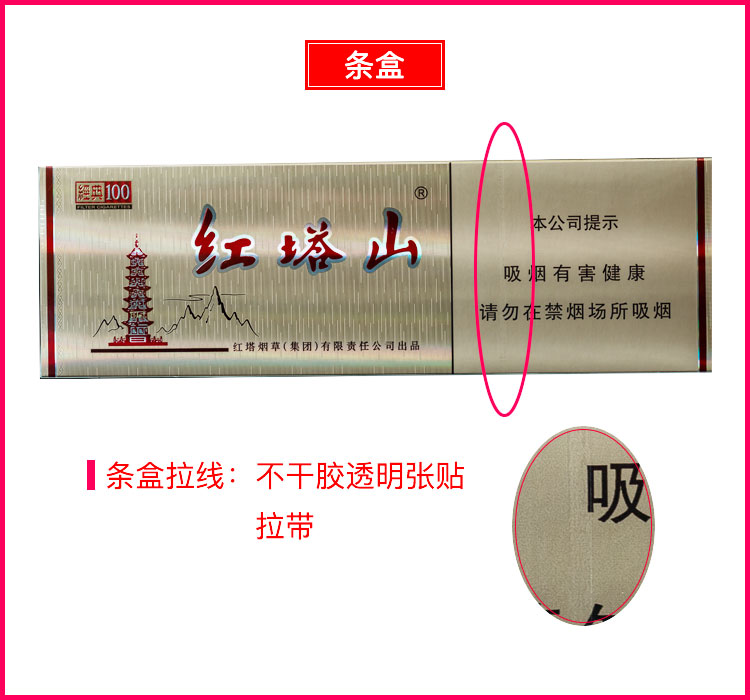 条盒
经典100
FILTER CIGARETTES
®
红塔山
红塔烟草(集团)有限责任公司出品
本公司提示
吸烟有害健康
请勿在禁烟场所吸烟
条盒拉线：不干胶透明张贴
拉带
吸